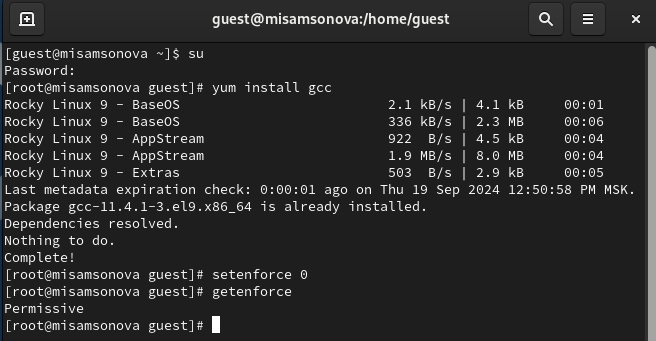 guest@misamsonova:/home/guest
[guest@misamsonova ~]$ su
Password:
[root@misamsonova guest]# yum install gcc
Rocky Linux 9 - BaseOS                          2.1 kB/s | 4.1 kB     00:01
Rocky Linux 9 - BaseOS                          336 kB/s | 2.3 MB     00:06
Rocky Linux 9 - AppStream                       922  B/s | 4.5 kB     00:04
Rocky Linux 9 - AppStream                       1.9 MB/s | 8.0 MB     00:04
Rocky Linux 9 - Extras                          503  B/s | 2.9 kB     00:05
Last metadata expiration check: 0:00:01 ago on Thu 19 Sep 2024 12:50:58 PM MSK.
Package gcc-11.4.1-3.el9.x86_64 is already installed.
Dependencies resolved.
Nothing to do.
Complete!
[root@misamsonova guest]# setenforce 0
[root@misamsonova guest]# getenforce
Permissive
[root@misamsonova guest]#